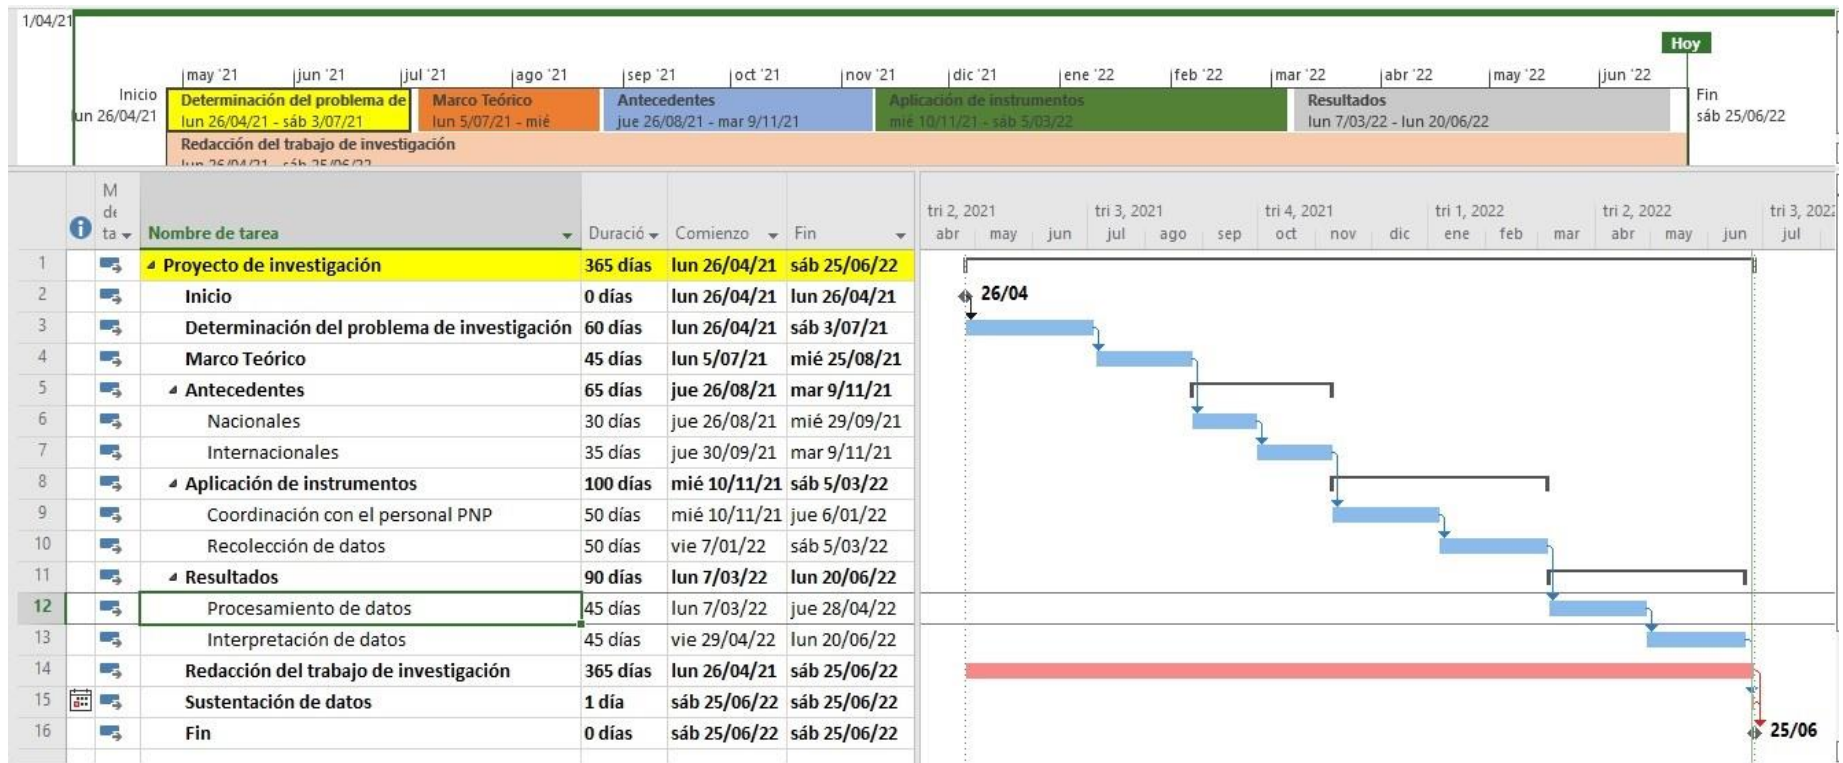 1/04/21
Hoy
may '21 jun '21 jul '21 ago '21 sep '21 oct '21 nov '21 dic '21 ene '22 feb '22 mar '22 abr '22 may '22 jun '22
Inicio
lun 26/04/21
Determinación del problema de
lun 26/04/21 - sáb 3/07/21
Marco Teórico
lun 5/07/21 - mié
Antecedentes
jue 26/08/21 - mar 9/11/21
Aplicación de instrumentos
mié 10/11/21 - sáb 5/03/22
Resultados
lun 7/03/22 - lun 20/06/22
Fin
sáb 25/06/22
Redacción del trabajo de investigación
lun 26/04/21 - sáb 25/06/22
M
de
ta
Nombre de tarea Duració Comienzo Fin
tri 2, 2021 tri 3, 2021 tri 4, 2021 tri 1, 2022 tri 2, 2022 tri 3, 2022
abr may jun jul ago sep oct nov dic ene feb mar abr may jun jul
1 Proyecto de investigación 365 días lun 26/04/21 sáb 25/06/22
2 Inicio 0 días lun 26/04/21 lun 26/04/21 26/04
3 Determinación del problema de investigación 60 días lun 26/04/21 sáb 3/07/21
4 Marco Teórico 45 días lun 5/07/21 mié 25/08/21
5 Antecedentes 65 días jue 26/08/21 mar 9/11/21
6 Nacionales 30 días jue 26/08/21 mié 29/09/21
7 Internacionales 35 días jue 30/09/21 mar 9/11/21
8 Aplicación de instrumentos 100 días mié 10/11/21 sáb 5/03/22
9 Coordinación con el personal PNP 50 días mié 10/11/21 jue 6/01/22
10 Recolección de datos 50 días vie 7/01/22 sáb 5/03/22
11 Resultados 90 días lun 7/03/22 lun 20/06/22
12 Procesamiento de datos 45 días lun 7/03/22 jue 28/04/22
13 Interpretación de datos 45 días vie 29/04/22 lun 20/06/22
14 Redacción del trabajo de investigación 365 días lun 26/04/21 sáb 25/06/22
15 Sustentación de datos 1 día sáb 25/06/22 sáb 25/06/22
16 Fin 0 días sáb 25/06/22 sáb 25/06/22 25/06